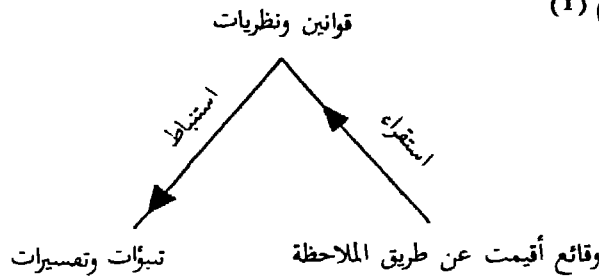 (1)
قوانين ونظريات
استقراء
استنباط
وقائع أقيمت عن طريق الملاحظة
تنبؤات وتفسيرات